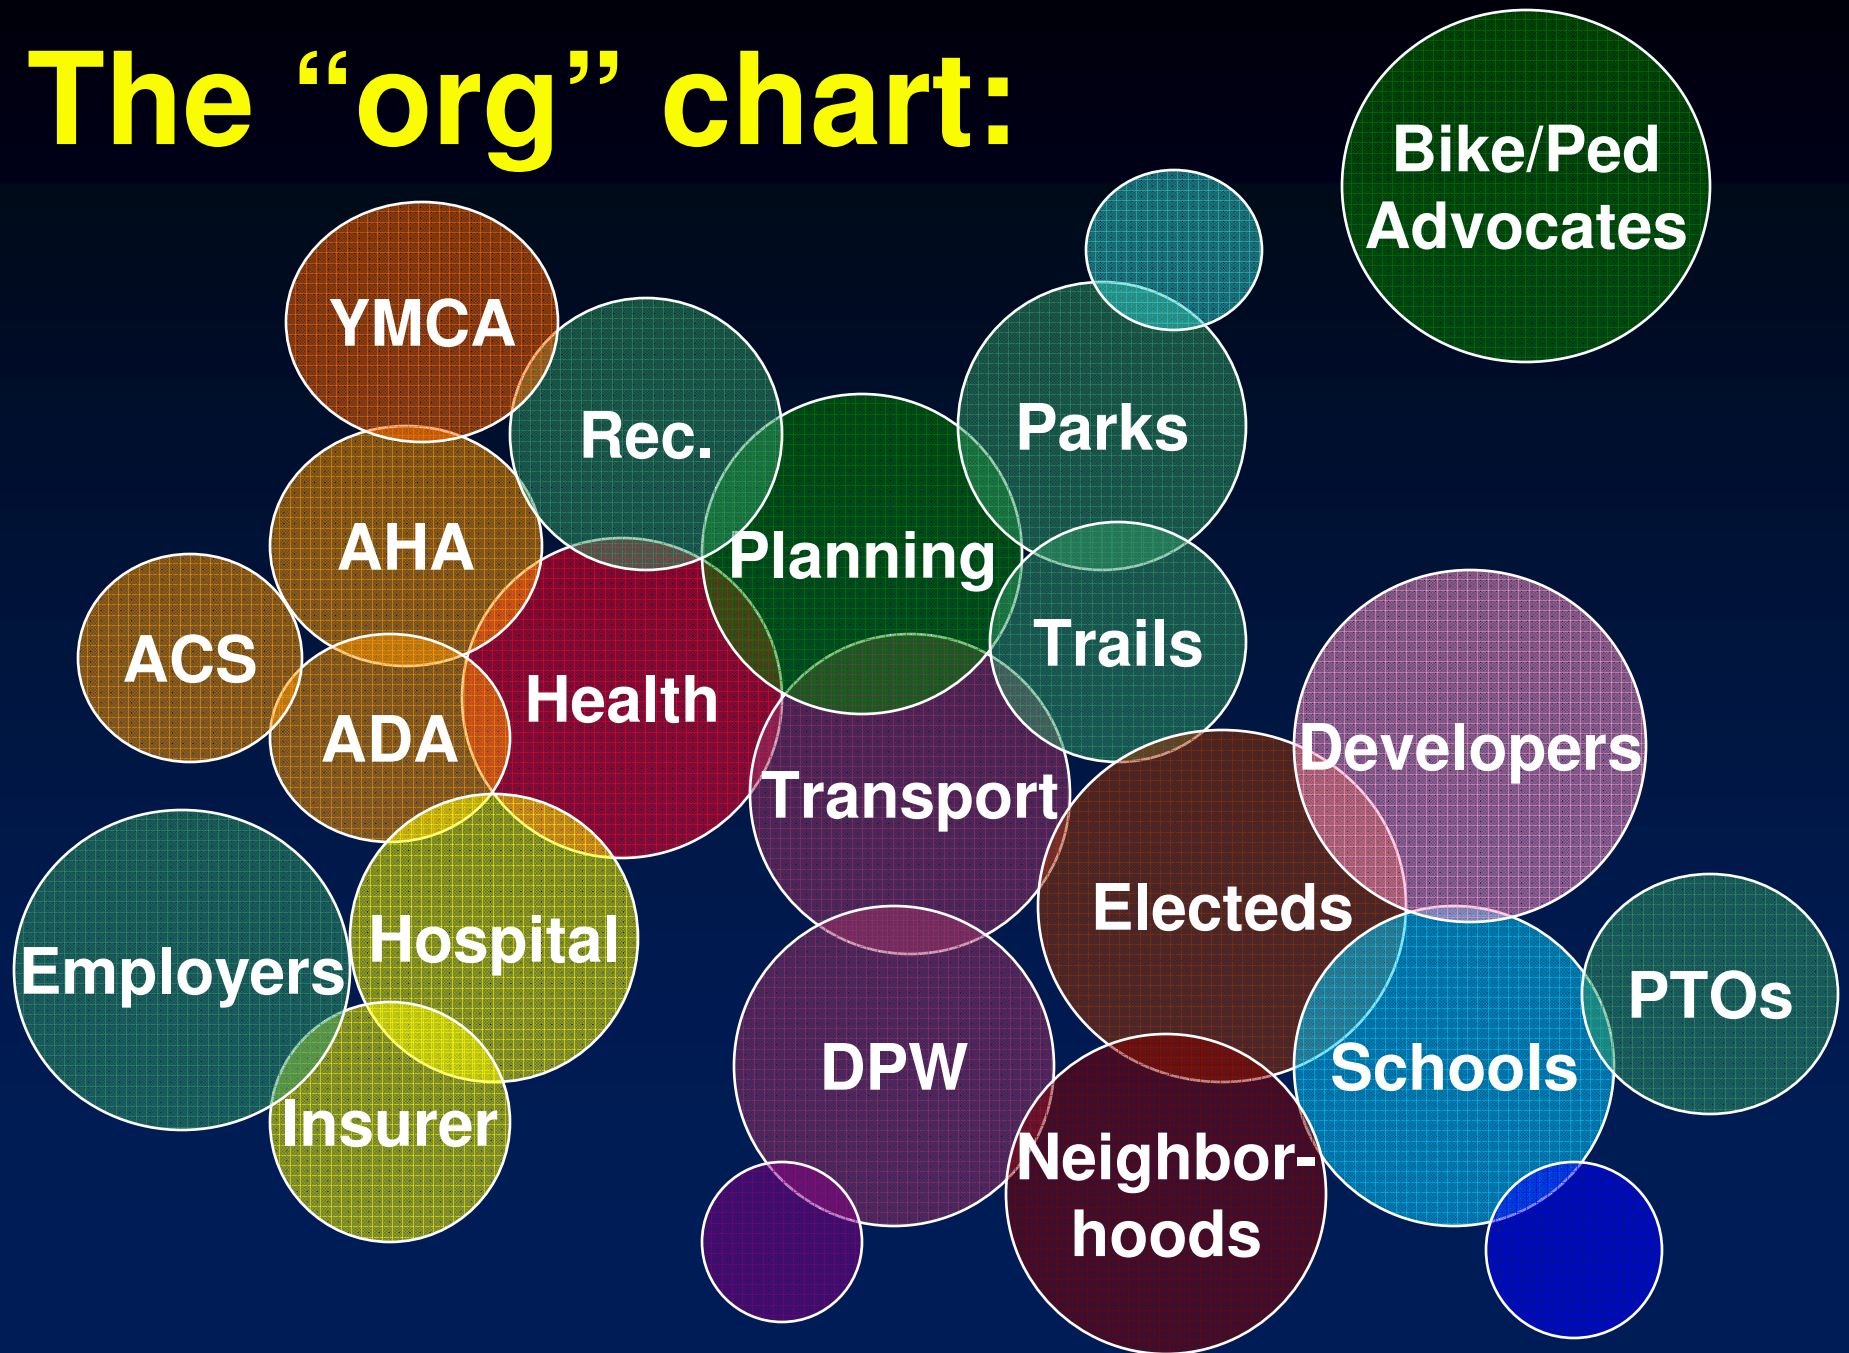 The “org” chart:
Bike/Ped
Advocates
YMCA
Rec.
Parks
AHA
Planning
Trails
ACS
ADA
Health
Developers
Transport
Electeds
Employers
Hospital
PTOs
DPW
Schools
Insurer
Neighbor-
hoods